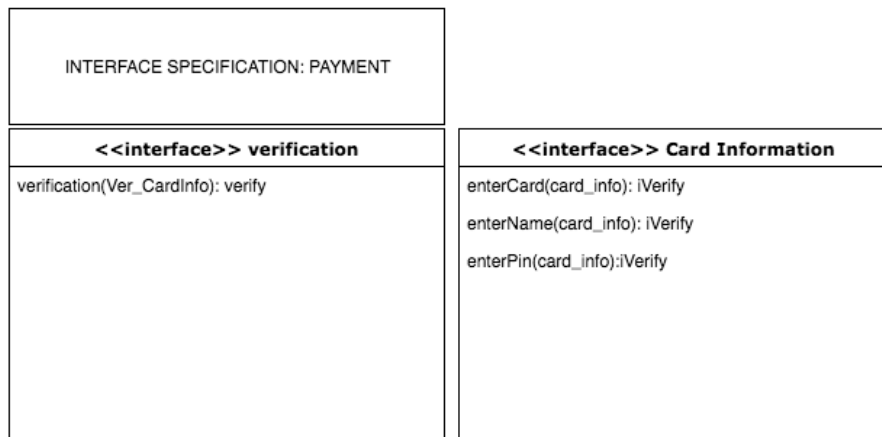 INTERFACE SPECIFICATION: PAYMENT
<<interface>> verification
verification(Ver_CardInfo): verify
<<interface>> Card Information
enterCard(card_info): iVerify
enterName(card_info): iVerify
enterPin(card_info):iVerify